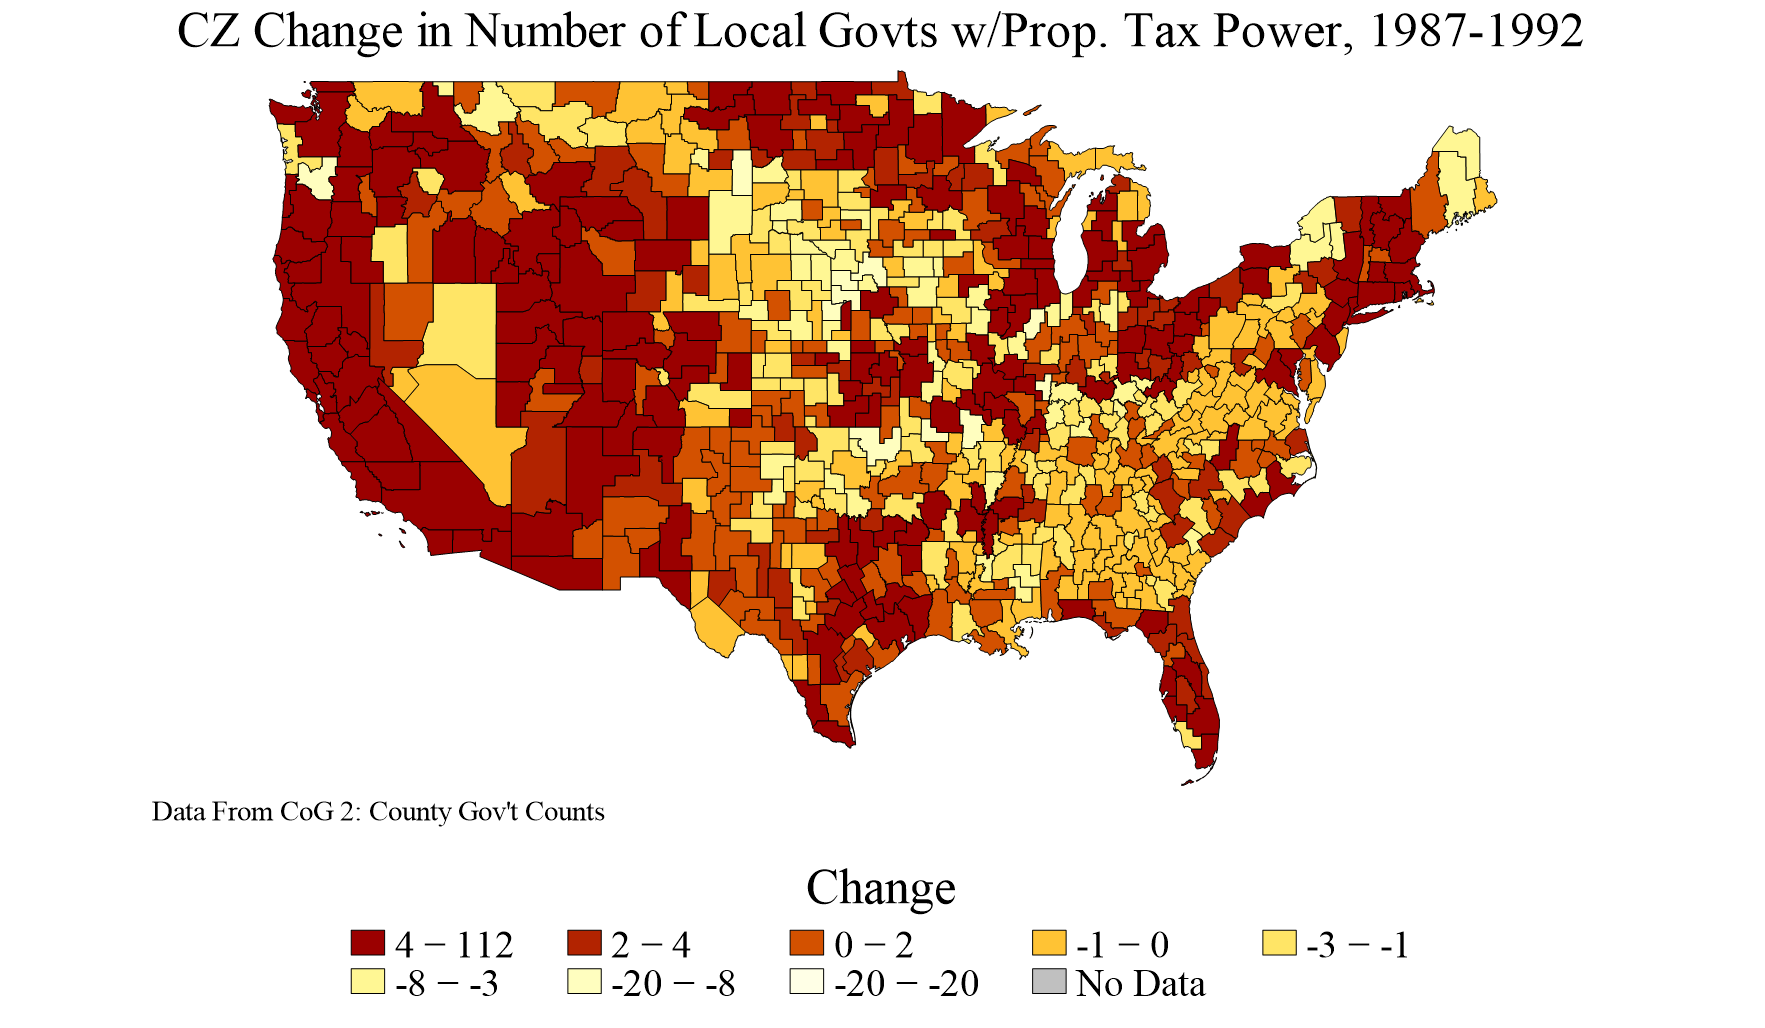 CZ Change in Number of Local Govts w/Prop. Tax Power, 1987-1992
Data From CoG 2: County Gov't Counts
Change
4 − 112 2 − 4 0 − 2 -1 − 0 -3 − -1
-8 − -3 -20 − -8 -20 − -20 No Data